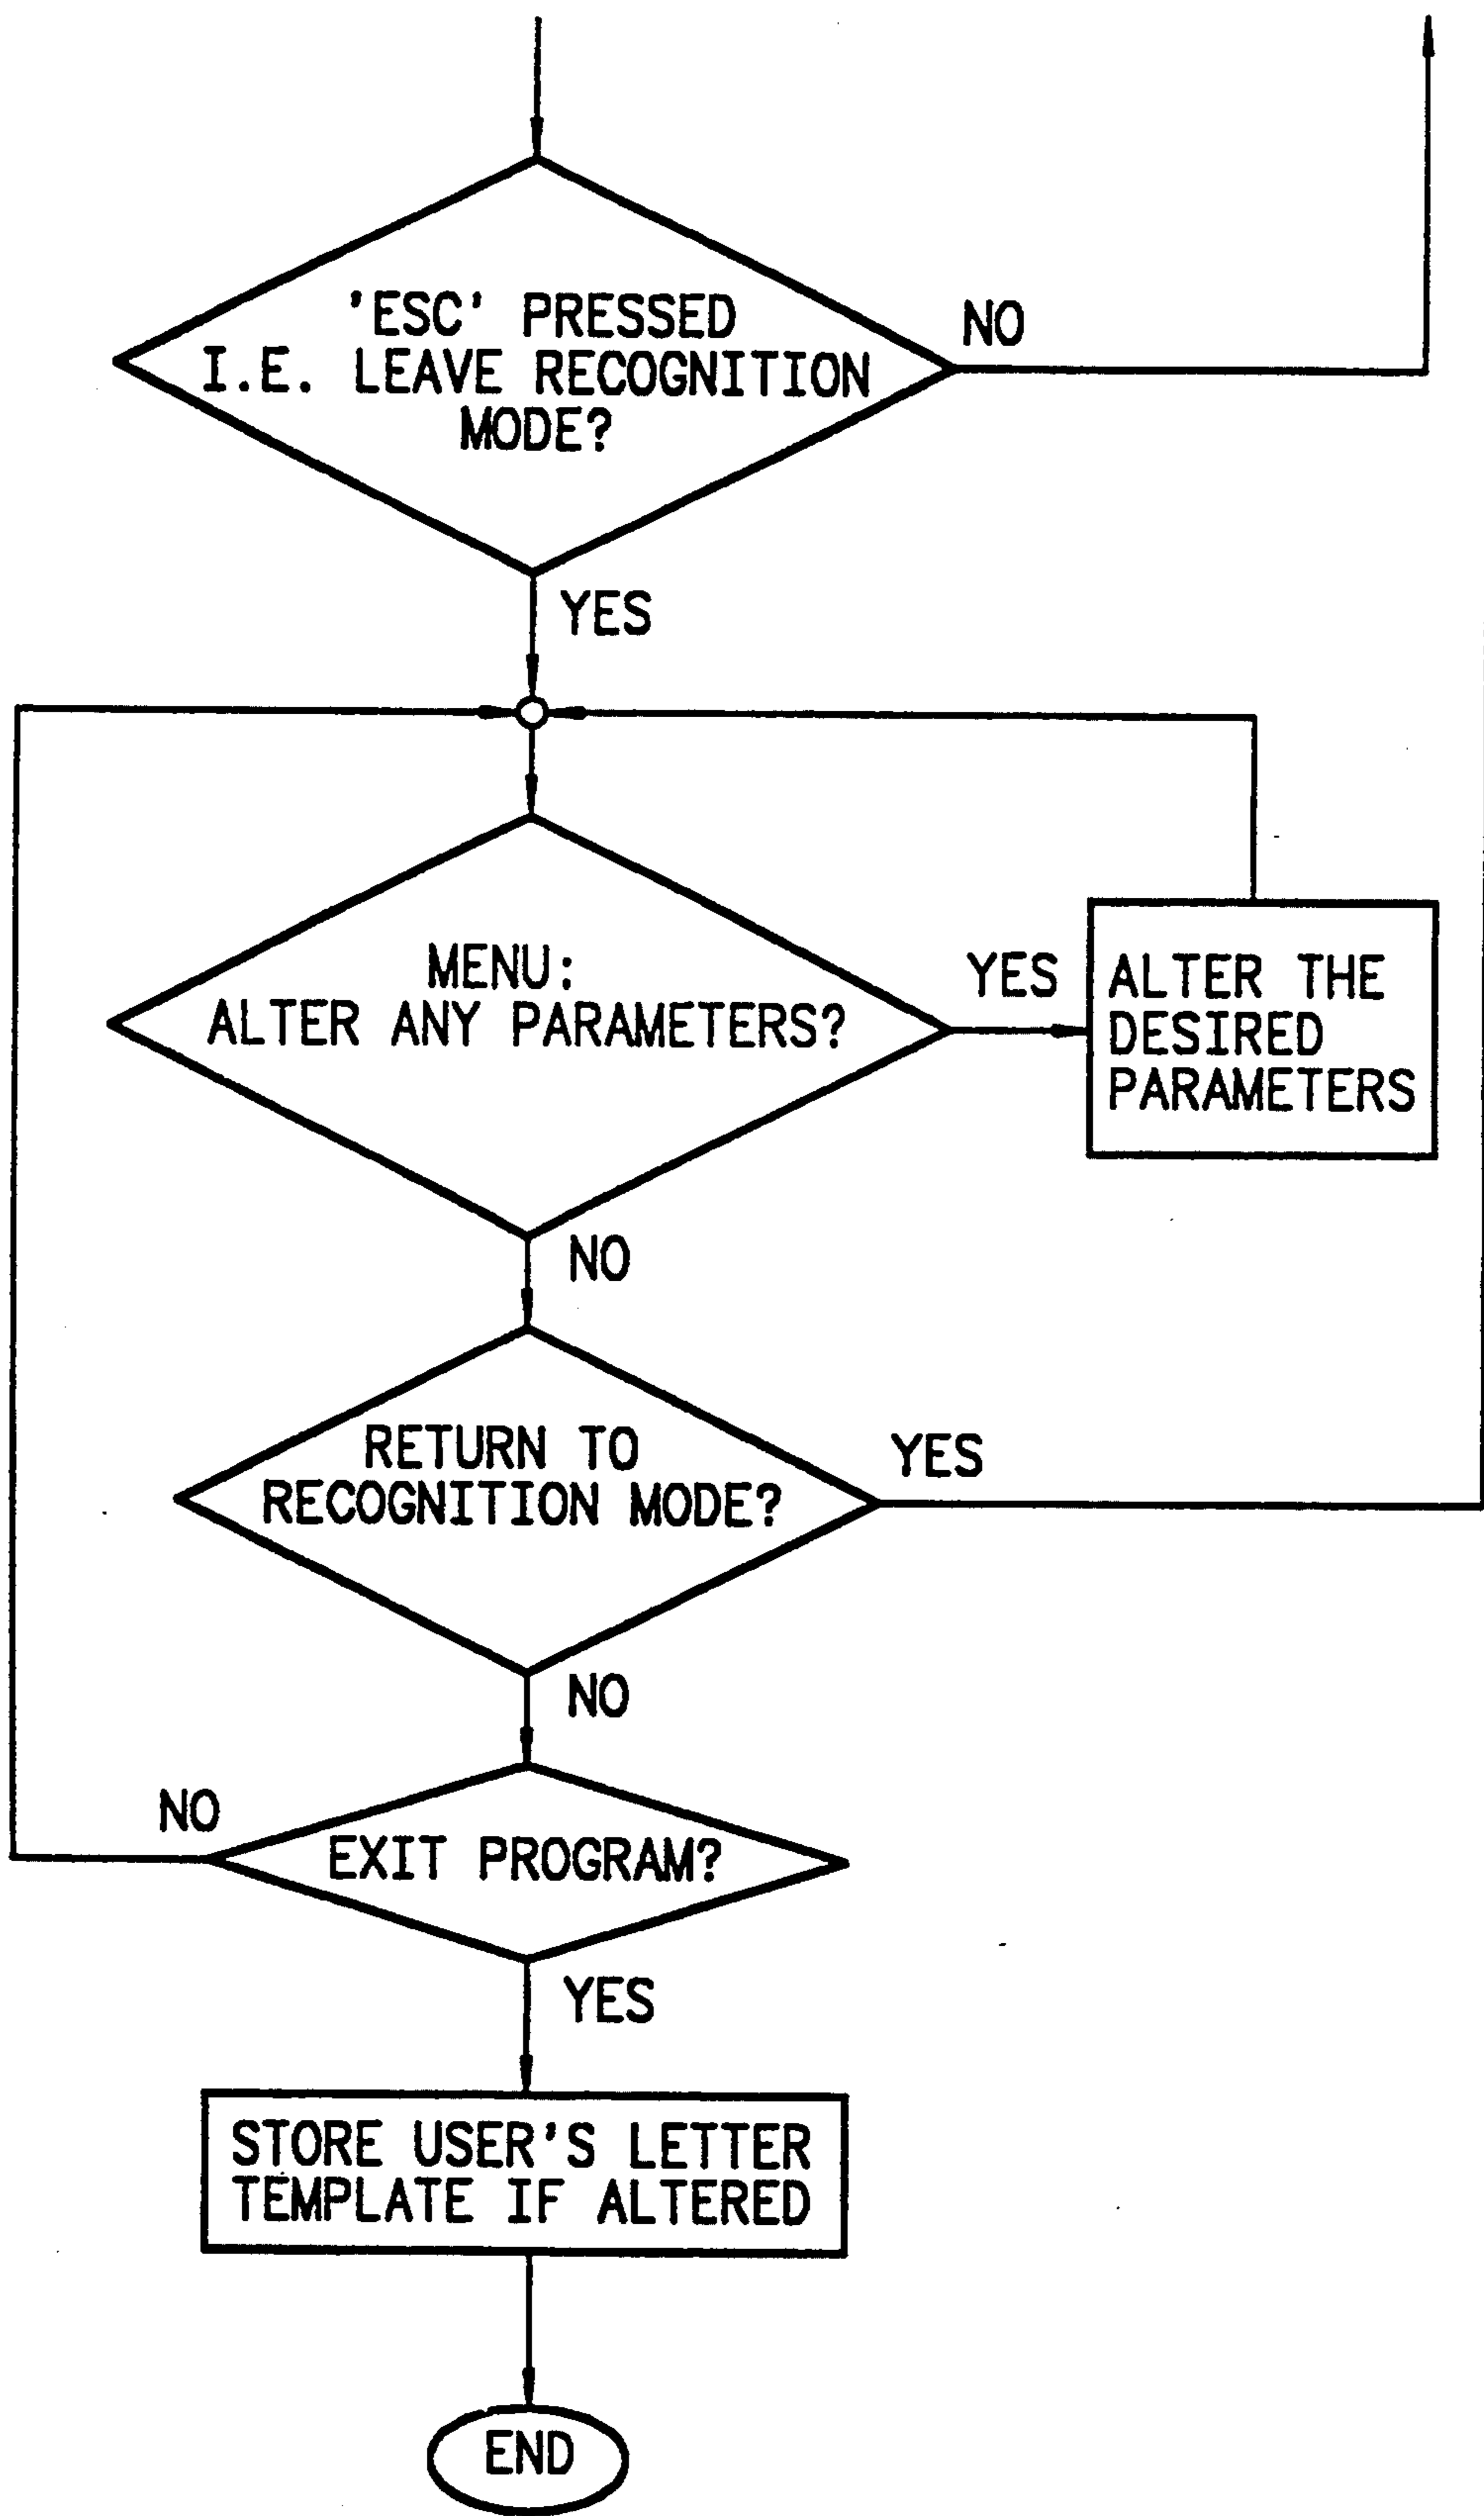 'ESC' PRESSED
I.E. LEAVE RECOGNITION
MODE?
NO
YES
MENU:
ALTER ANY PARAMETERS?
YES
ALTER THE
DESIRED
PARAMETERS
NO
RETURN TO
RECOGNITION MODE?
YES
NO
NO
EXIT PROGRAM?
YES
STORE USER'S LETTER
TEMPLATE IF ALTERED
END